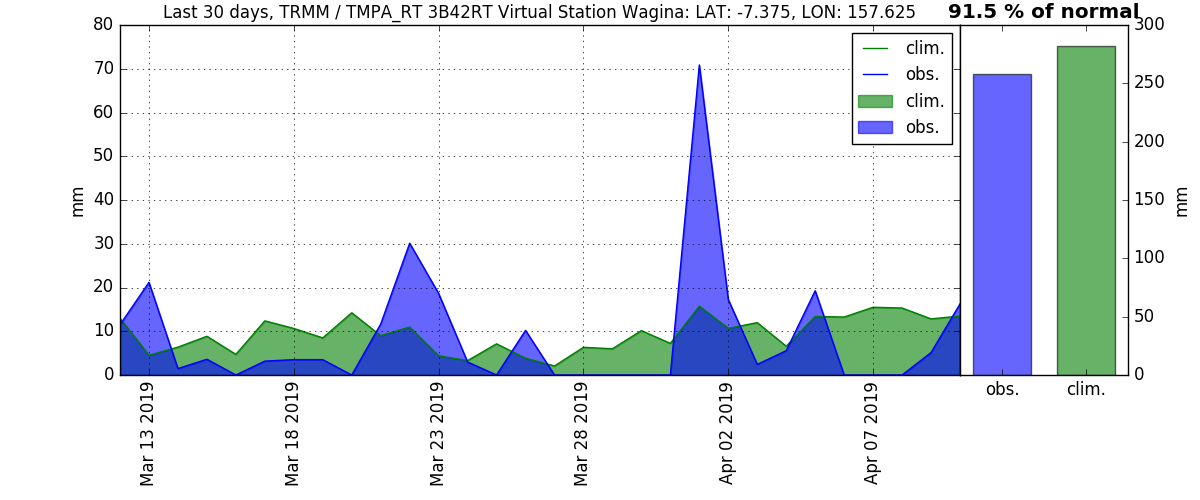 Last 30 days, TRMM / TMPA_RT 3B42RT Virtual Station Wagina: LAT: -7.375, LON: 157.625
91.5 % of normal
80
70
60
50
40
30
20
10
0
mm
clim.
obs.
clim.
obs.
300
250
200
150
100
50
0
mm
Mar 13 2019
Mar 18 2019
Mar 23 2019
Mar 28 2019
Apr 02 2019
Apr 07 2019
obs.
clim.